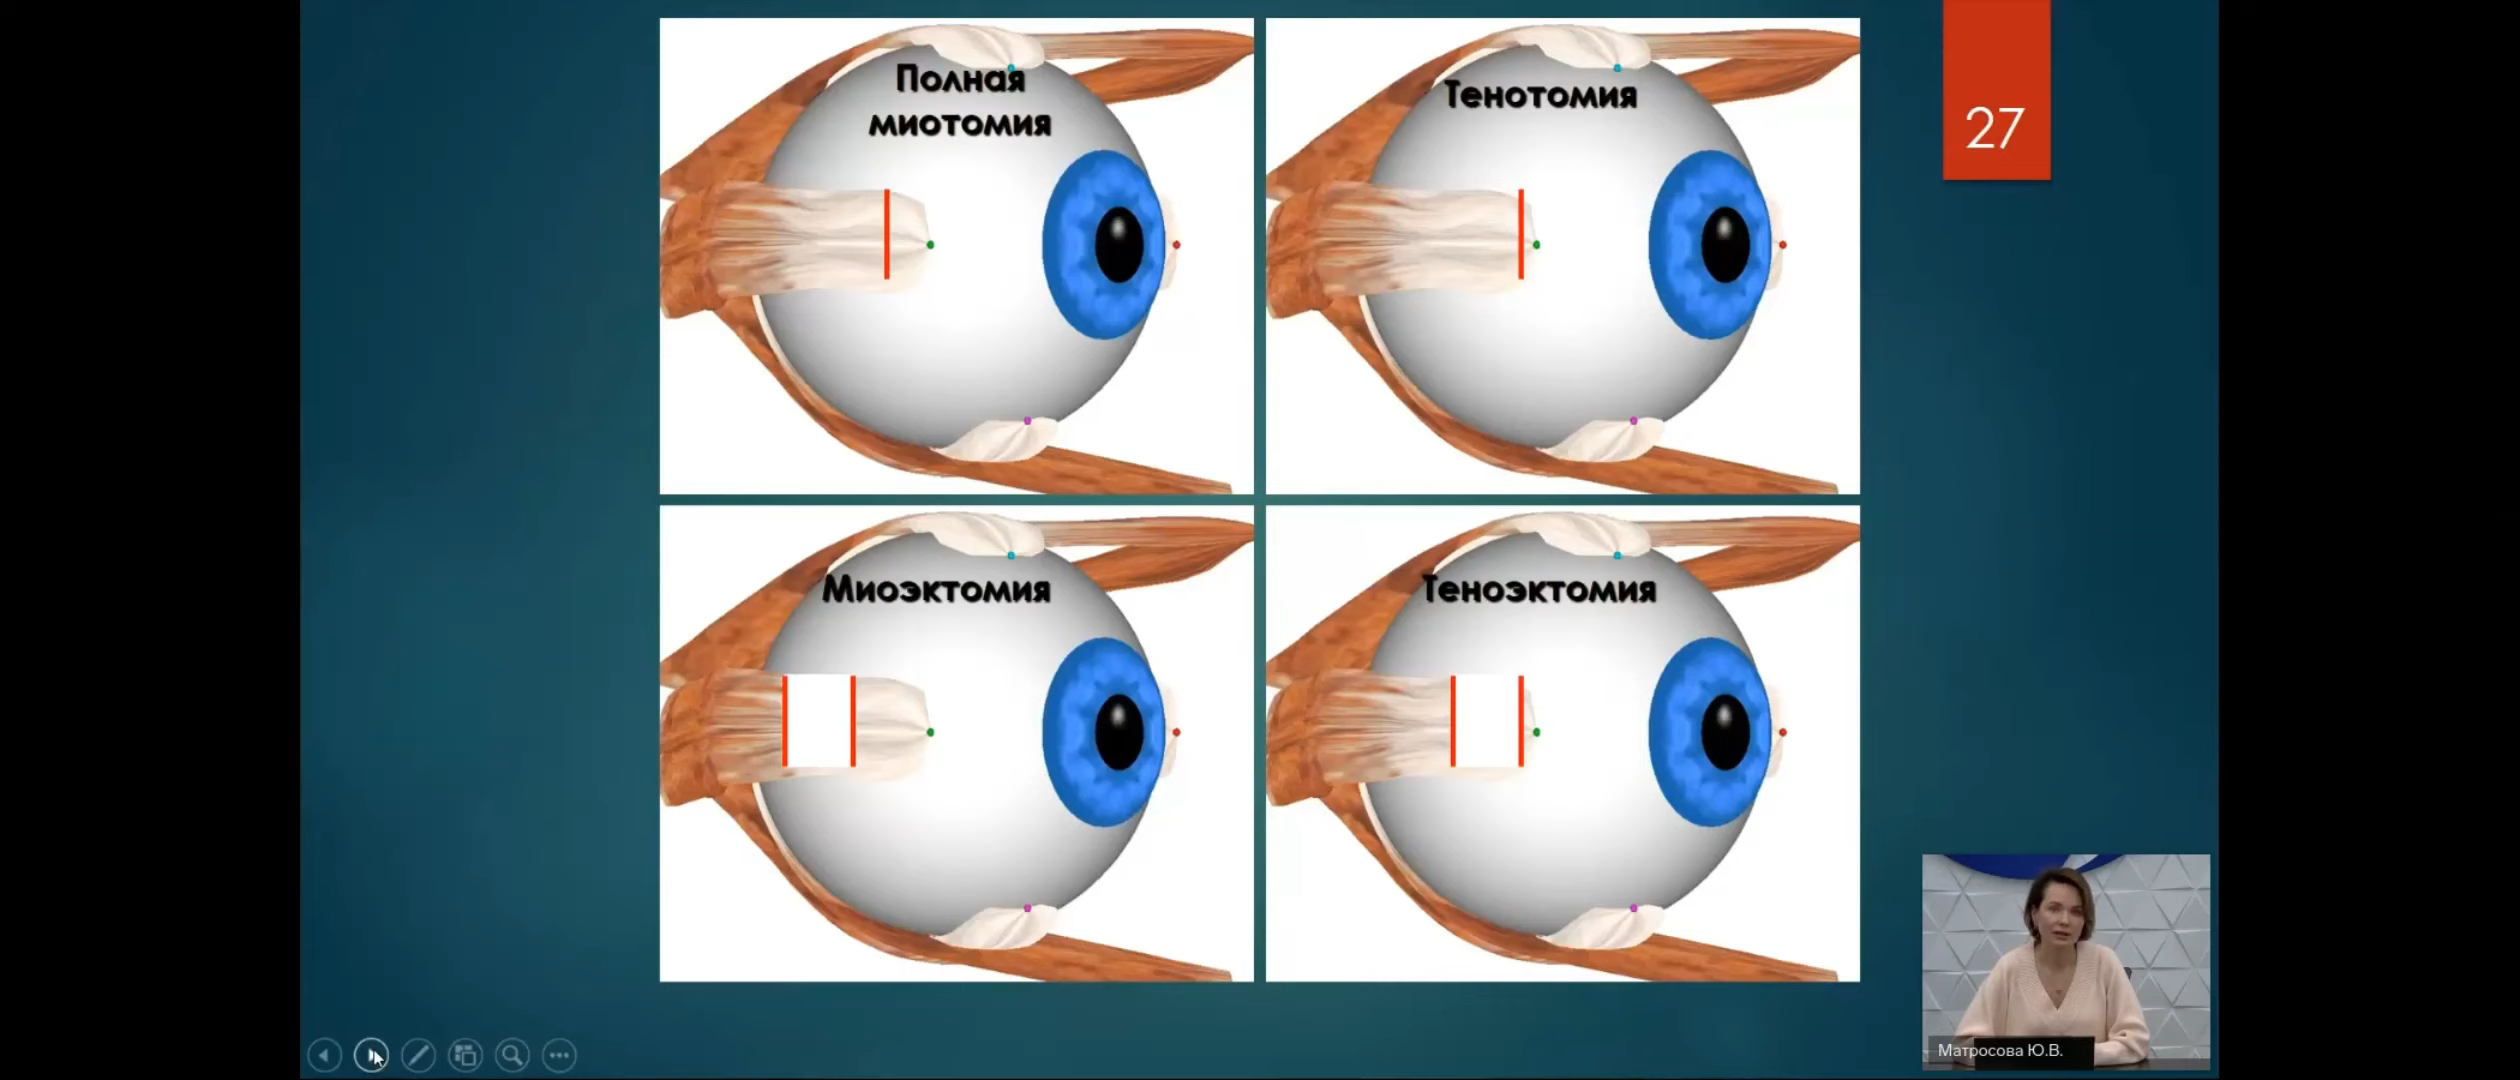 Полная
миотомия
Тенотомия
27
Миоэктомия
Теноэктомия
Матросова Ю.В.